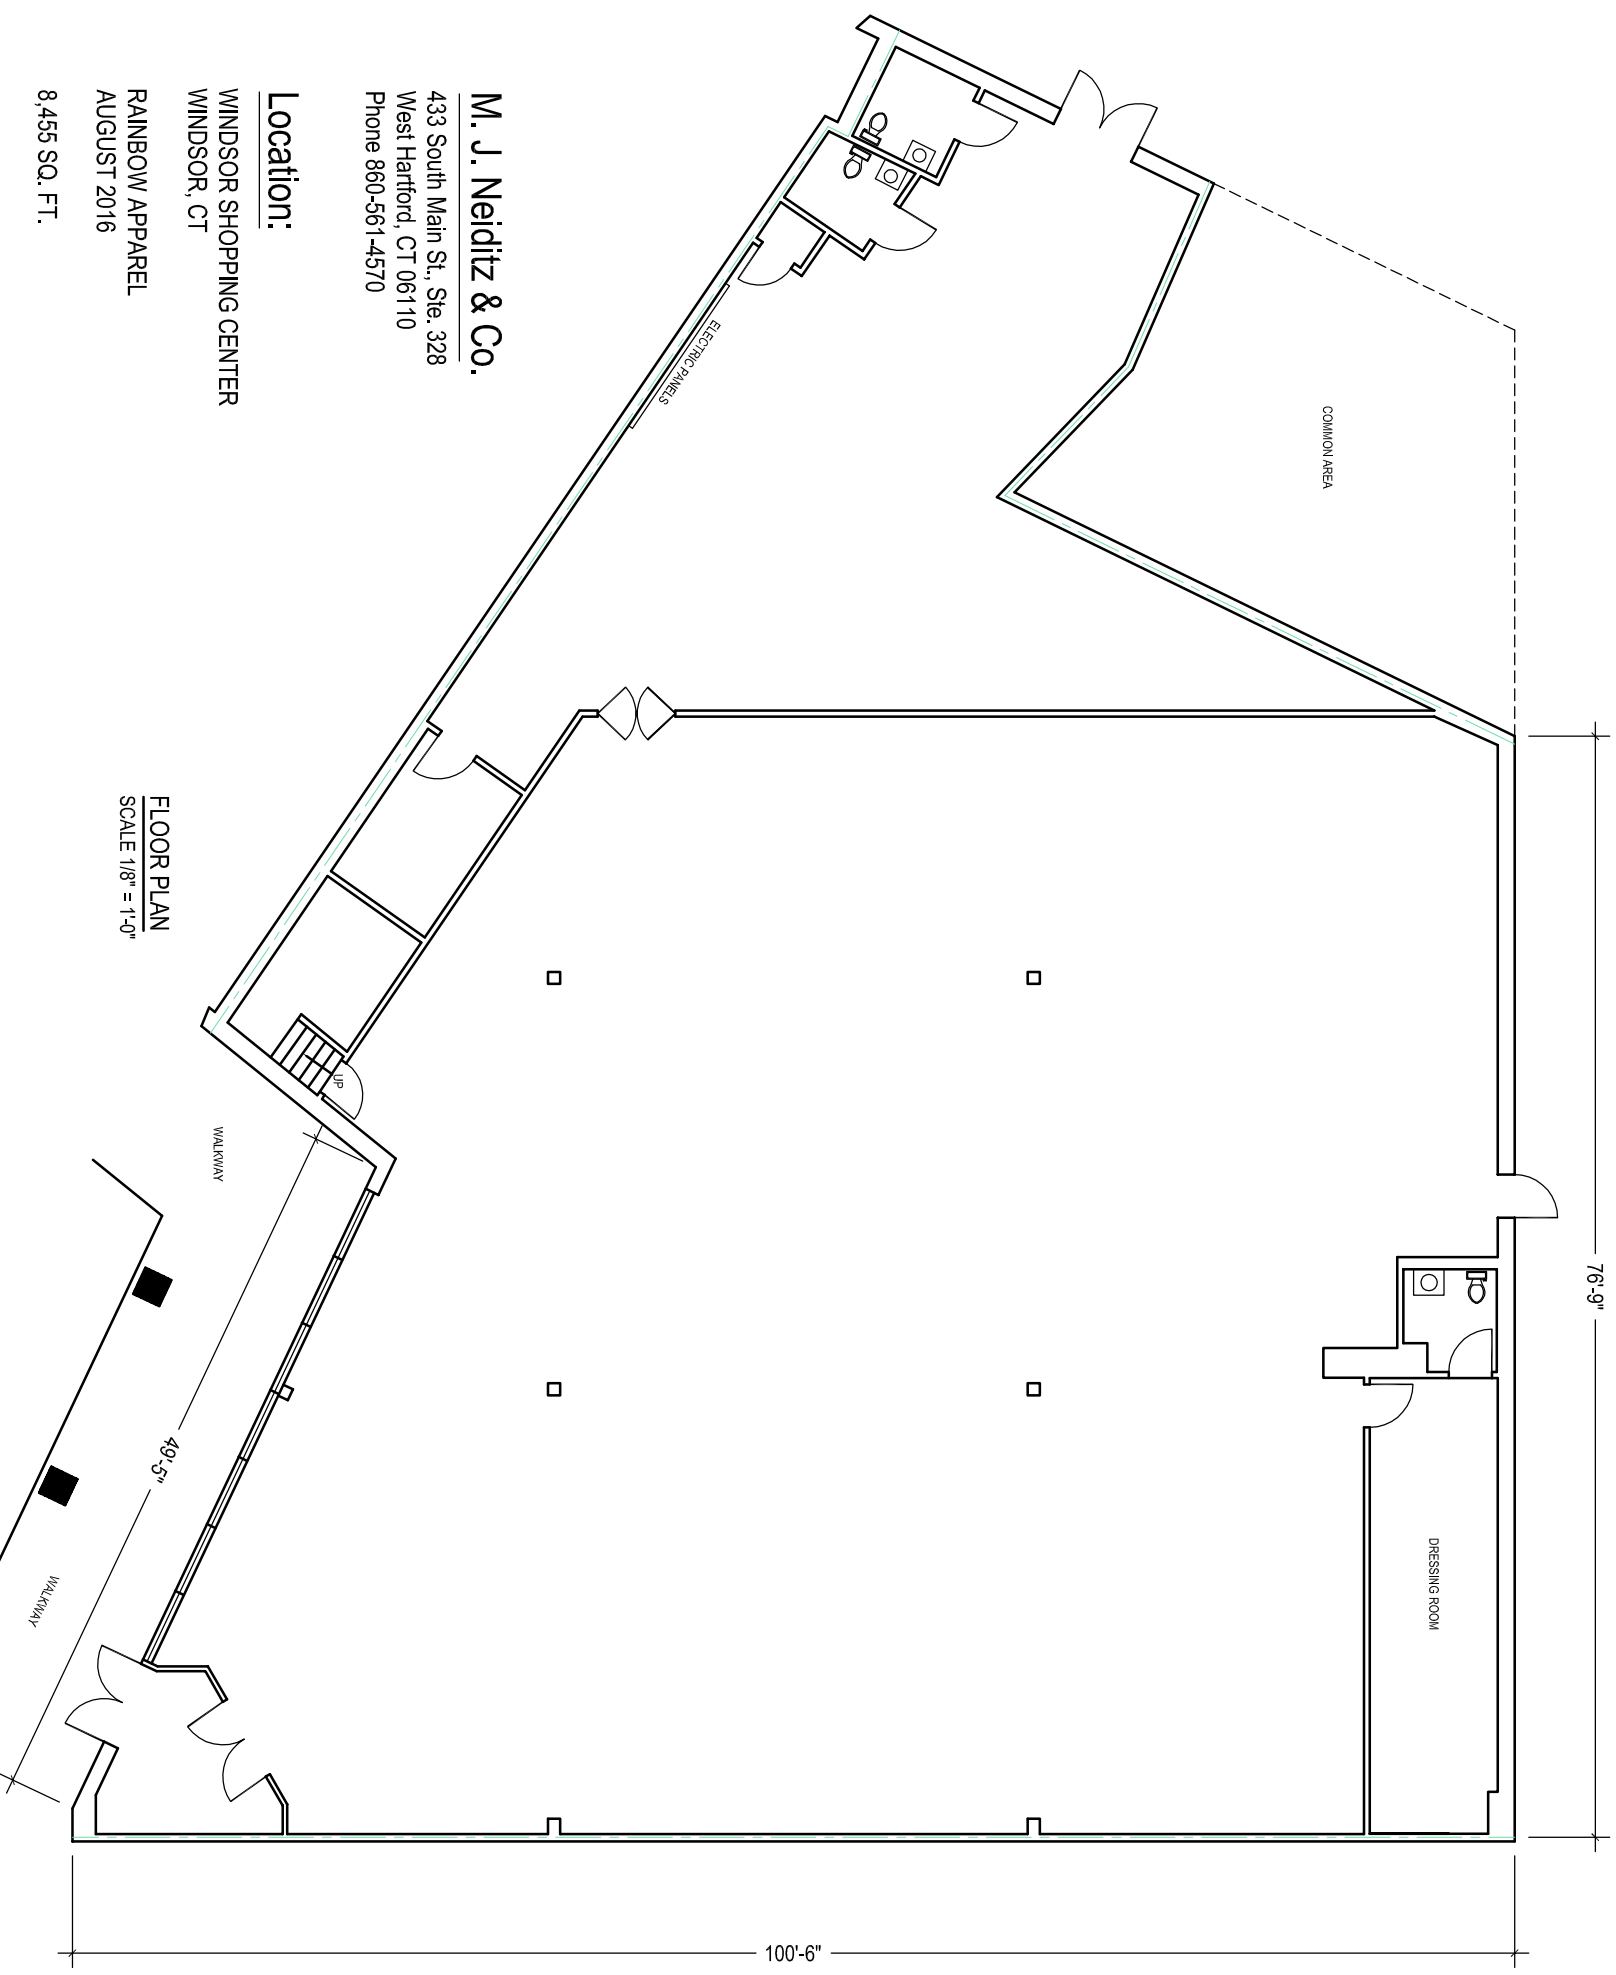 M. J. Neiditz & Co.
433 South Main St., Ste. 328
West Hartford, CT 06110
Phone 860-561-4570
Location:
WINDSOR SHOPPING CENTER
WINDSOR, CT
RAINBOW APPAREL
AUGUST 2016
8,455 SQ. FT.
FLOOR PLAN
SCALE 1/8" = 1'-0"
COMMON AREA
ELECTRIC PANELS
76'-9"
DRESSING ROOM
UP
WALKWAY
49'-5"
WALKWAY
100'-6"